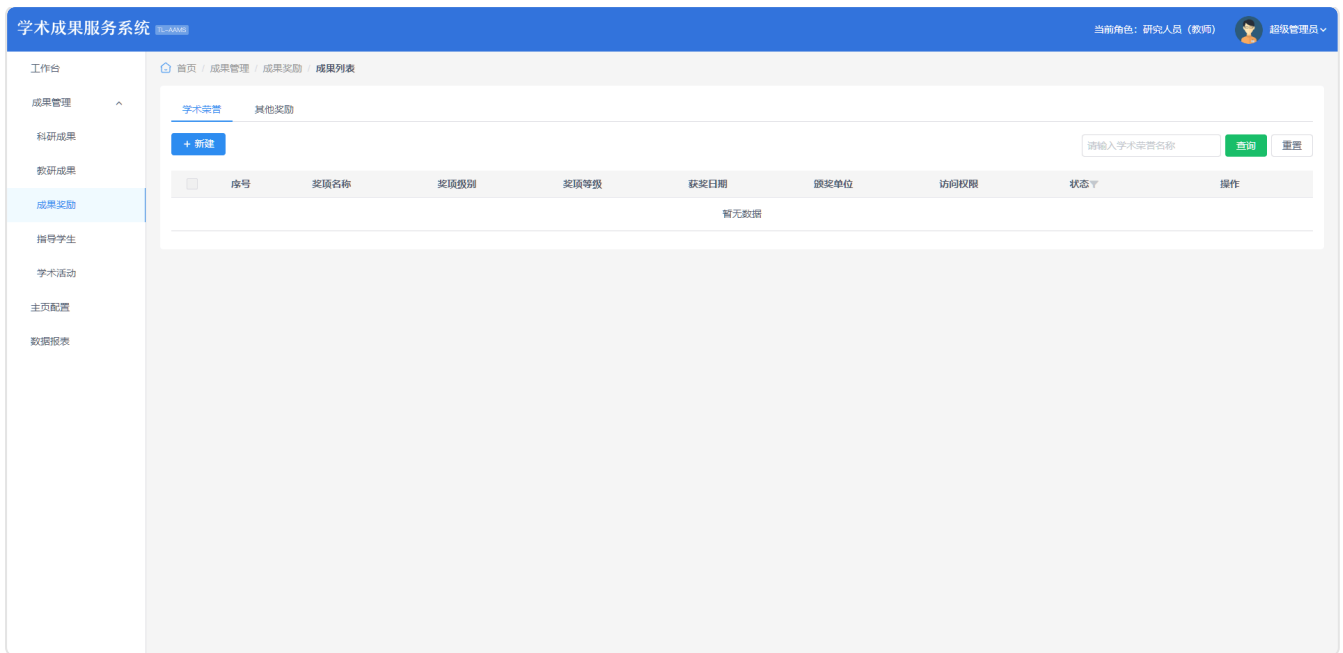 学术成果服务系统 TL-AAMS
当前角色：研究人员（教师） 超级管理员
工作台
首页 / 成果管理 / 成果奖励 / 成果列表
成果管理
科研成果
教研成果
成果奖励
指导学生
学术活动
主页配置
数据报表
学术荣誉 其他奖励
+ 新建
请输入学术荣誉名称 查询 重置
序号 奖项名称 奖项级别 奖项等级 获奖日期 颁奖单位 访问权限 状态 操作
暂无数据